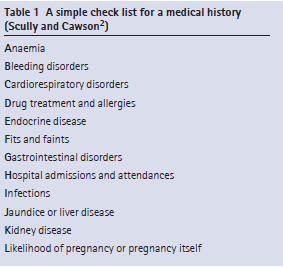 Table 1 A simple check list for a medical history
(Scully and Cawson2)
Anaemia
Bleeding disorders
Cardiorespiratory disorders
Drug treatment and allergies
Endocrine disease
Fits and faints
Gastrointestinal disorders
Hospital admissions and attendances
Infections
Jaundice or liver disease
Kidney disease
Likelihood of pregnancy or pregnancy itself